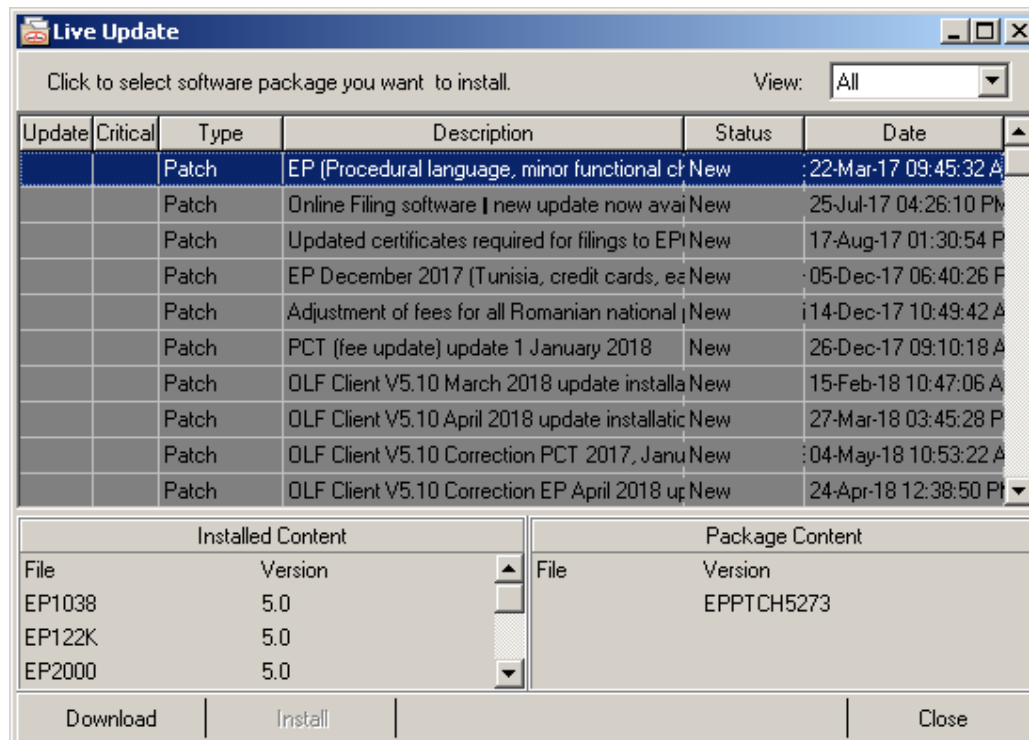 Live Update
Click to select software package you want to install. View: All
Update Critical Type Description Status Date
Patch EP (Procedural language, minor functional New 22-Mar-17 09:45:32 A
Patch Online Filing software | new update now New 25-Jul-17 04:26:10 PM
Patch Updated certificates required for filings to New 17-Aug-17 01:30:54 P
Patch EP December 2017 (Tunisia, credit cards, New 05-Dec-17 06:40:26 P
Patch Adjustment of fees for all Romanian national New 14-Dec-17 10:49:42 A
Patch PCT (fee update) update 1 January 2018 New 26-Dec-17 09:10:18 A
Patch OLF Client V5.10 March 2018 update installa New 15-Feb-18 10:47:06 A
Patch OLF Client V5.10 April 2018 update installatic New 27-Mar-18 03:45:28 P
Patch OLF Client V5.10 Correction PCT 2017, Janu New 04-May-18 10:53:22 A
Patch OLF Client V5.10 Correction EP April 2018 New 24-Apr-18 12:38:50
Installed Content Package Content
File Version File Version
EP1038 5.0 EPPTCH5273
EP122K 5.0
EP2000 5.0
Download Install Close